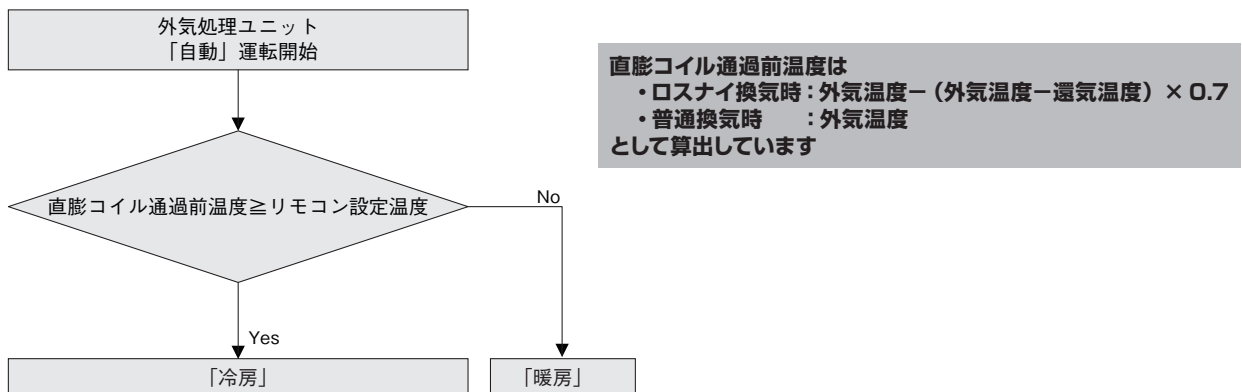 外気処理ユニット
「自動」運転開始
直膨コイル通過前温度は
・ロスナイ換気時：外気温度－（外気温度－還気温度）× 0.7
・普通換気時　　：外気温度
として算出しています
直膨コイル通過前温度≧リモコン設定温度
No
Yes
「冷房」
「暖房」